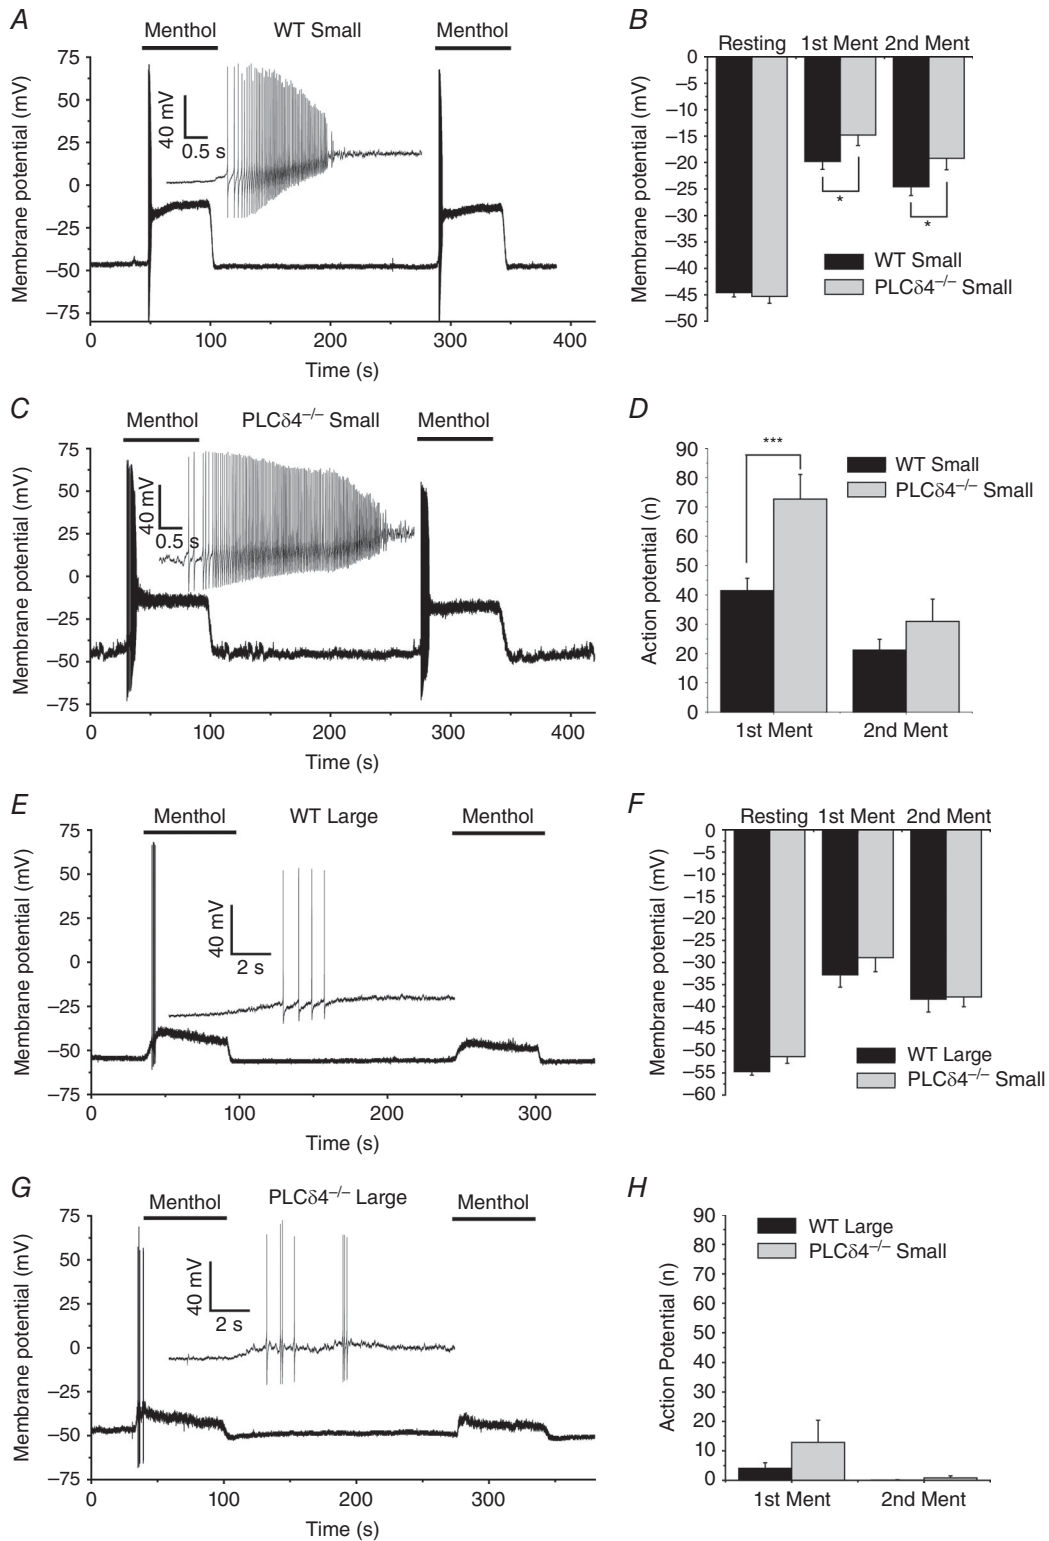 A
Menthol WT Small Menthol
75
50
25
0
−25
−50
−75
Membrane potential (mV)
40 mV
0.5 s
0 100 200 300 400
Time (s)
B
Resting 1st Ment 2nd Ment
0
−5
−10
−15
−20
−25
−30
−35
−40
−45
−50
Membrane potential (mV)
*
*
WT Small
PLCδ4−/− Small
C
Menthol PLCδ4−/− Small Menthol
75
50
25
0
−25
−50
−75
Membrane potential (mV)
40 mV
0.5 s
0 100 200 300 400
Time (s)
D
90
80
70
60
50
40
30
20
10
0
Action potential (n)
***
WT Small
PLCδ4−/− Small
1st Ment 2nd Ment
E
Menthol WT Large Menthol
75
50
25
0
−25
−50
−75
Membrane potential (mV)
40 mV
2 s
0 100 200 300
Time (s)
F
Resting 1st Ment 2nd Ment
0
−5
−10
−15
−20
−25
−30
−35
−40
−45
−50
−55
−60
Membrane potential (mV)
WT Large
PLCδ4−/− Small
G
Menthol PLCδ4−/− Large Menthol
75
50
25
0
−25
−50
−75
Membrane potential (mV)
40 mV
2 s
0 100 200 300
Time (s)
H
90
80
70
60
50
40
30
20
10
0
Action Potential (n)
WT Large
PLCδ4−/− Small
1st Ment 2nd Ment